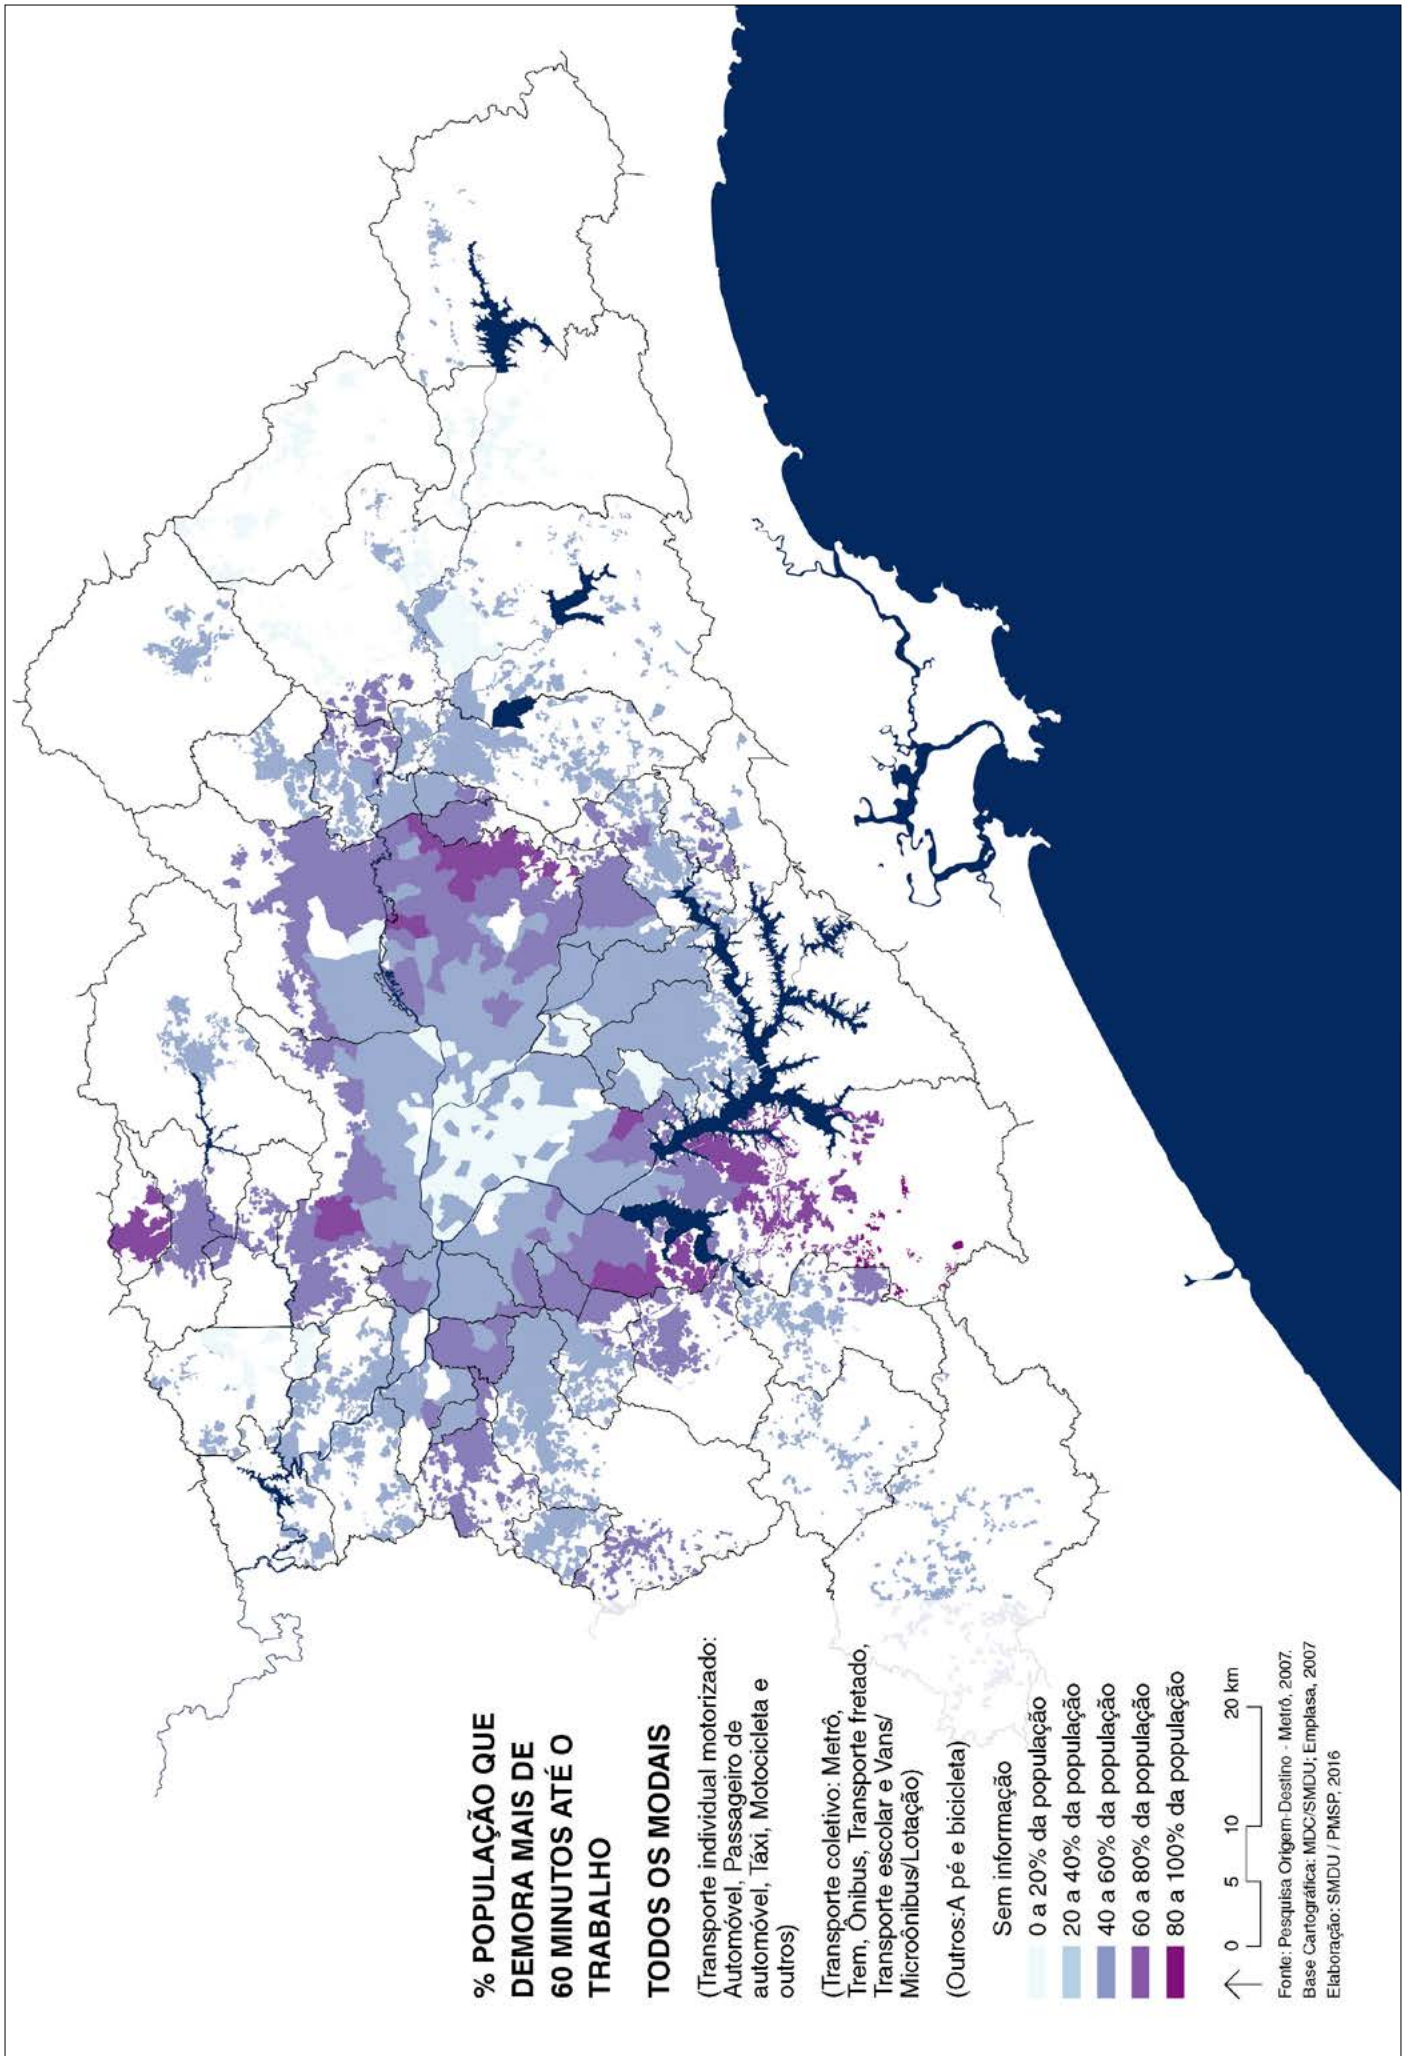 % POPULAÇÃO QUE
DEMORA MAIS DE
60 MINUTOS ATÉ O
TRABALHO
TODOS OS MODAIS
(Transporte individual motorizado:
Automóvel, Passageiro de
automóvel, Táxi, Motocicleta e
outros)
(Transporte coletivo: Metrô,
Trem, Ônibus, Transporte fretado,
Transporte escolar e Vans/
Microônibus/Lotação)
(Outros:A pé e bicicleta)
Sem informação
0 a 20% da população
20 a 40% da população
40 a 60% da população
60 a 80% da população
80 a 100% da população
0 5 10 20 km
Fonte: Pesquisa Origem-Destino - Metrô, 2007.
Base Cartográfica: MDC/SMDU; Emplasa, 2007
Elaboração: SMDU / PMSP, 2016